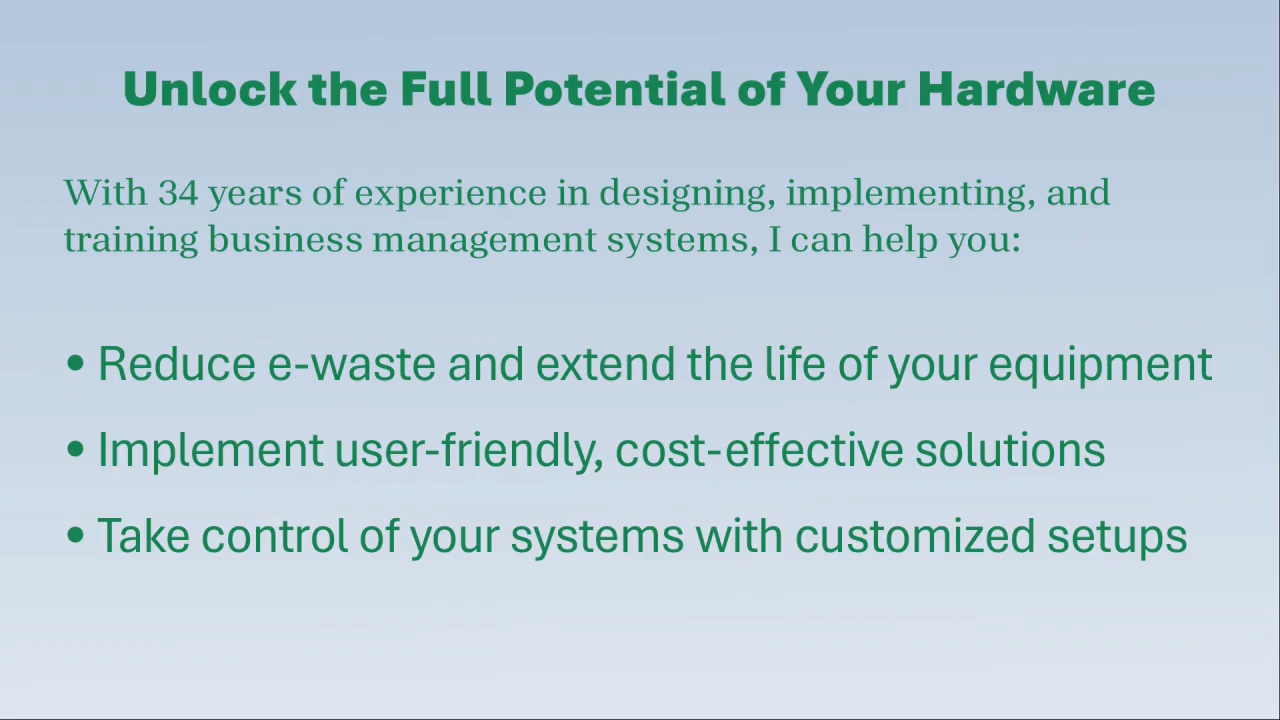 Unlock the Full Potential of Your Hardware
With 34 years of experience in designing, implementing, and
training business management systems, I can help you:
• Reduce e-waste and extend the life of your equipment
• Implement user-friendly, cost-effective solutions
• Take control of your systems with customized setups